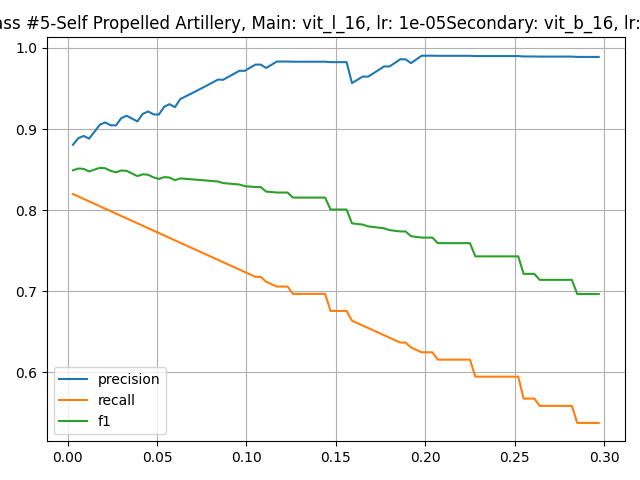 #5-Self Propelled Artillery, Main: vit_l_16, lr: 1e-05Secondary: vit_b_16, lr:
1.0
0.9
0.8
0.7
0.6
precision
recall
f1
0.00 0.05 0.10 0.15 0.20 0.25 0.30